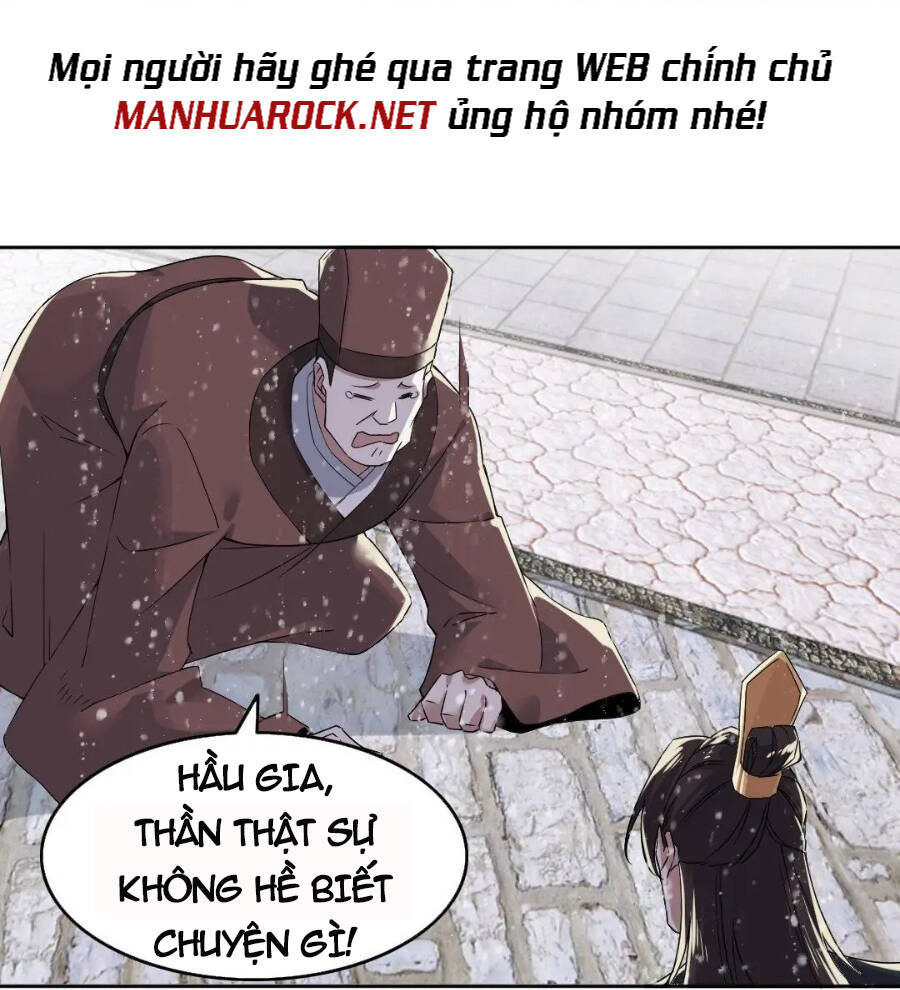 Mọi người hãy ghé qua trang WEB chính chủ
MANHUAROCK.NET ủng hộ nhóm nhé!
HẦU GIA,
THẦN THẬT SỰ
KHÔNG HỀ BIẾT
CHUYỆN GÌ!